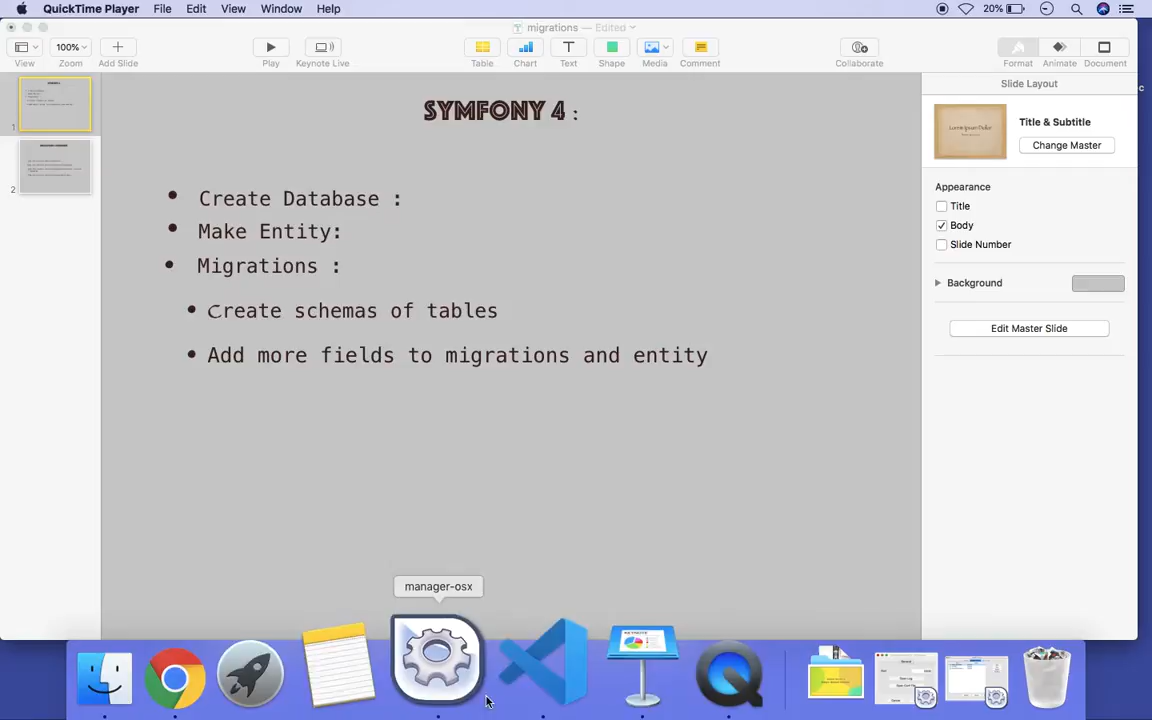 QuickTime Player File Edit View Window Help 20%
migrations — Edited
100%
View Zoom Add Slide Play Keynote Live Table Chart Text Shape Media Comment Collaborate Format Animate Document
Slide Layout
SYMFONY 4 :
Title & Subtitle
Change Master
Appearance
Title
Body
Slide Number
Background
Edit Master Slide
1
2
• Create Database :
• Make Entity:
• Migrations :
• Create schemas of tables
• Add more fields to migrations and entity
manager-osx